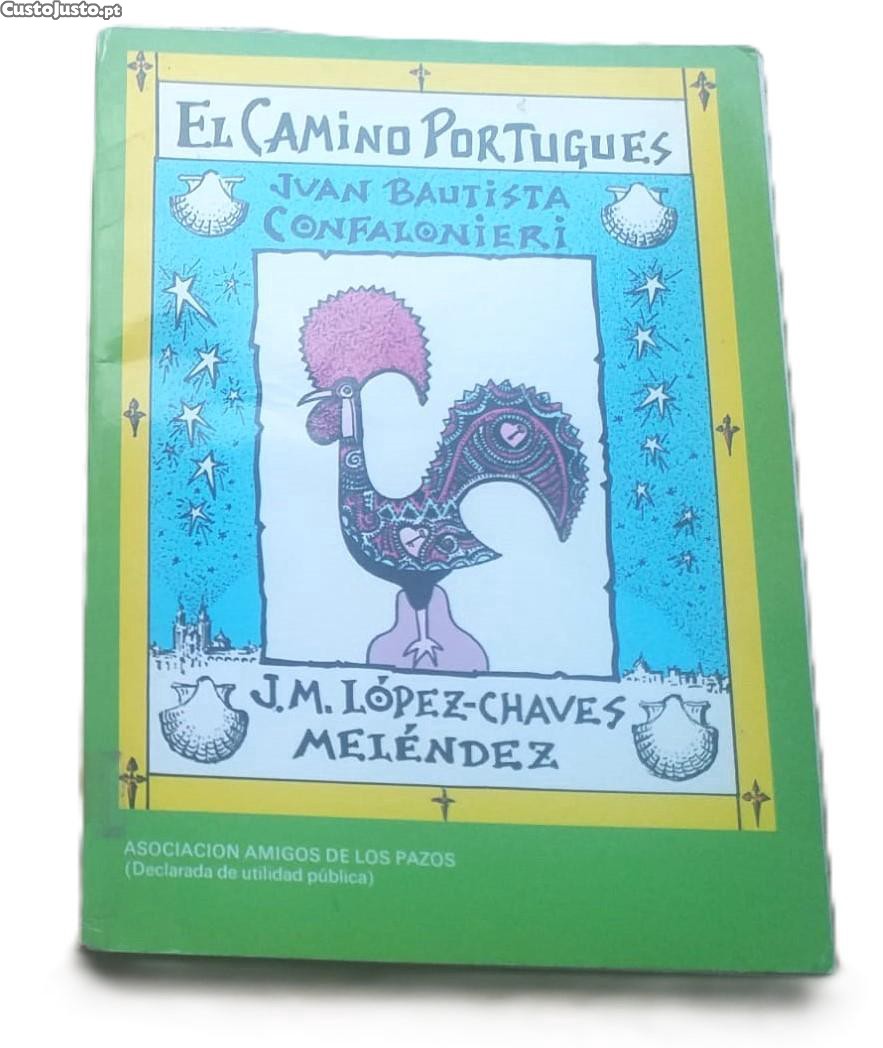 CustoJusto.pt
EL CAMINO PORTUGUES
JUAN BAUTISTA
CONFALONIERI
J.M. LÓPEZ-CHAVES
MELÉNDEZ
ASOCIACION AMIGOS DE LOS PAZOS
(Declarada de utilidad pública)